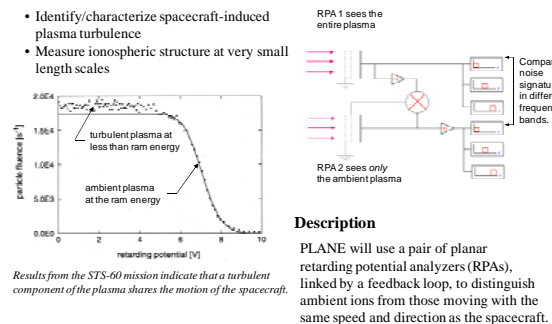 • Identify/characterize spacecraft-induced
plasma turbulence
• Measure ionospheric structure at very small
length scales
2.0E4
1.5E4
1.0E4
5.0E3
0.0E0
particle fluence [s⁻¹]
turbulent plasma at
less than ram energy
ambient plasma
at the ram energy
0 2 4 6 8 10
retarding potential [V]
Results from the STS-60 mission indicate that a turbulent
component of the plasma shares the motion of the spacecraft.
RPA 1 sees the
entire plasma
RPA 2 sees only
the ambient plasma
noise
in
bands.
Description
PLANE will use a pair of planar
retarding potential analyzers (RPAs),
linked by a feedback loop, to distinguish
ambient ions from those moving with the
same speed and direction as the spacecraft.